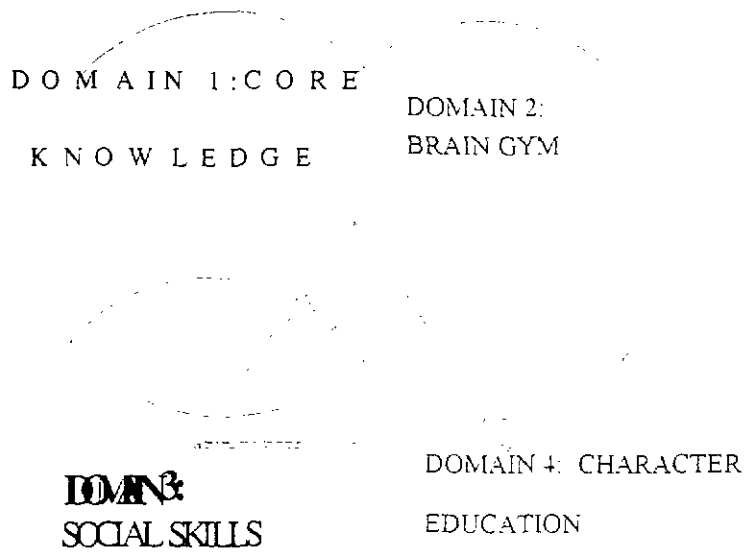 DOMAIN 1:CORE
KNOWLEDGE
DOMAIN 2:
BRAIN GYM
DOMAIN 3:
SOCIAL SKILLS
DOMAIN 4: CHARACTER
EDUCATION